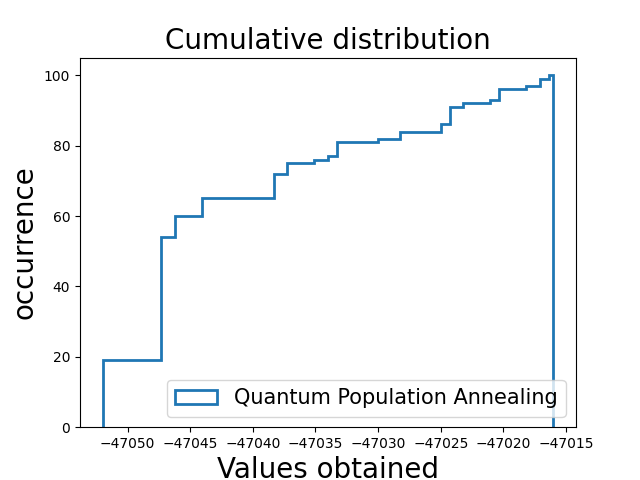 Cumulative distribution
occurrence
100
80
60
40
20
0
Quantum Population Annealing
−47050 −47045 −47040 −47035 −47030 −47025 −47020 −47015
Values obtained